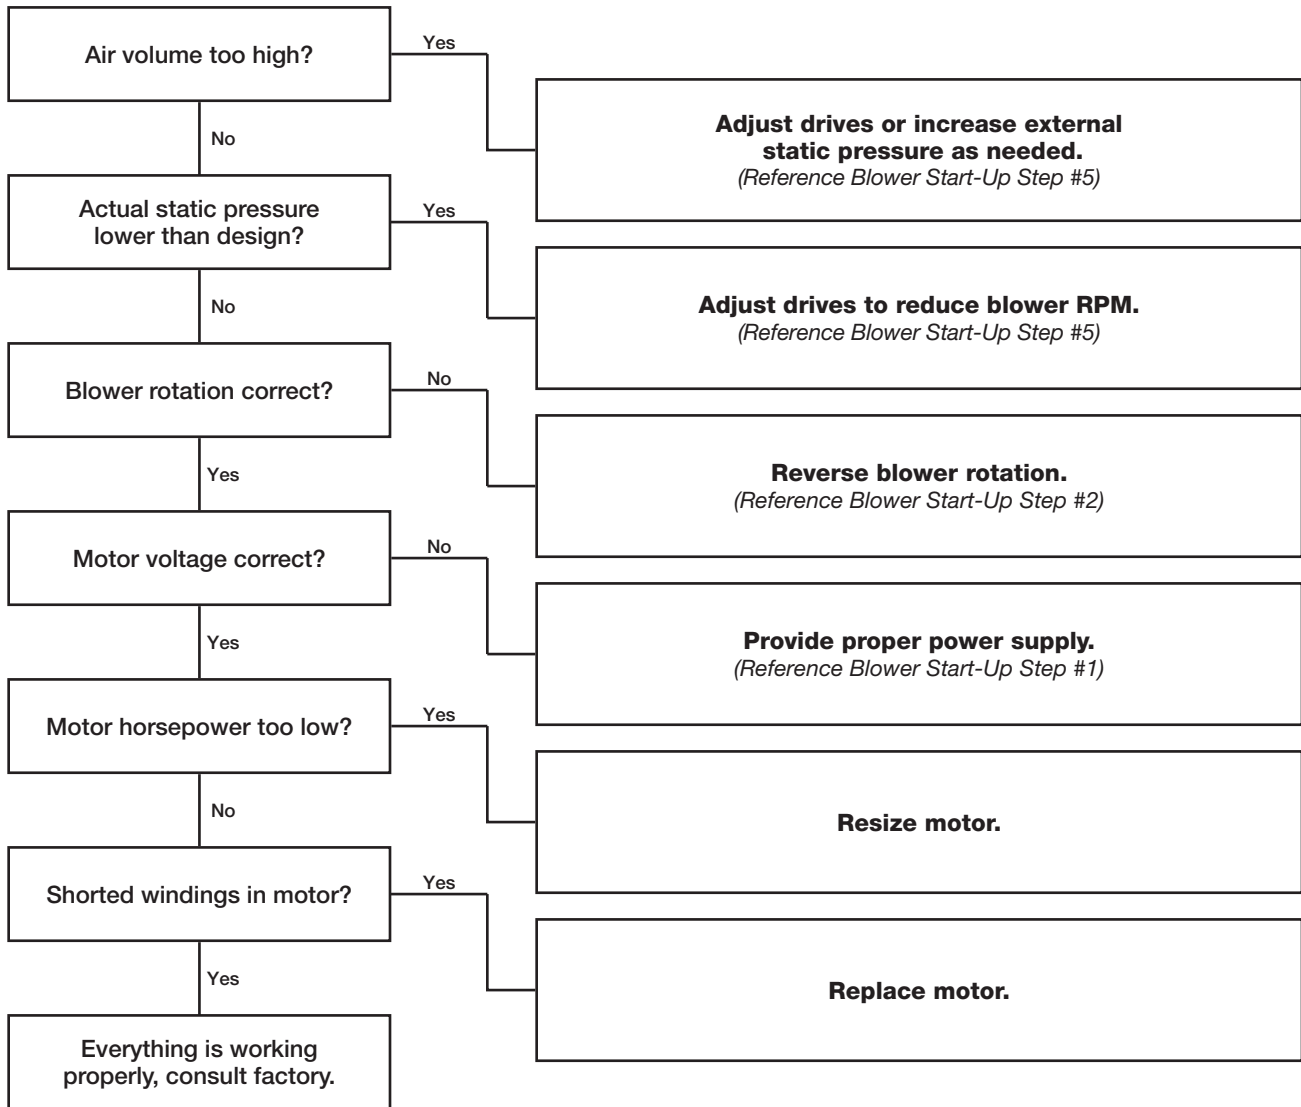 Air volume too high?
Yes
Adjust drives or increase external
static pressure as needed.
(Reference Blower Start-Up Step #5)
No
Actual static pressure
lower than design?
Yes
Adjust drives to reduce blower RPM.
(Reference Blower Start-Up Step #5)
No
Blower rotation correct?
No
Reverse blower rotation.
(Reference Blower Start-Up Step #2)
Yes
Motor voltage correct?
No
Provide proper power supply.
(Reference Blower Start-Up Step #1)
Yes
Motor horsepower too low?
Yes
Resize motor.
No
Shorted windings in motor?
Yes
Replace motor.
Yes
Everything is working
properly, consult factory.